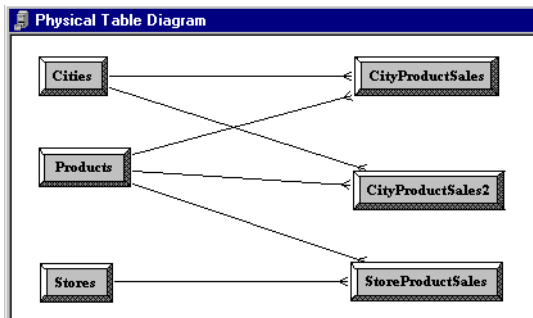 Physical Table Diagram
Cities
CityProductSales
Products
CityProductSales2
Stores
StoreProductSales